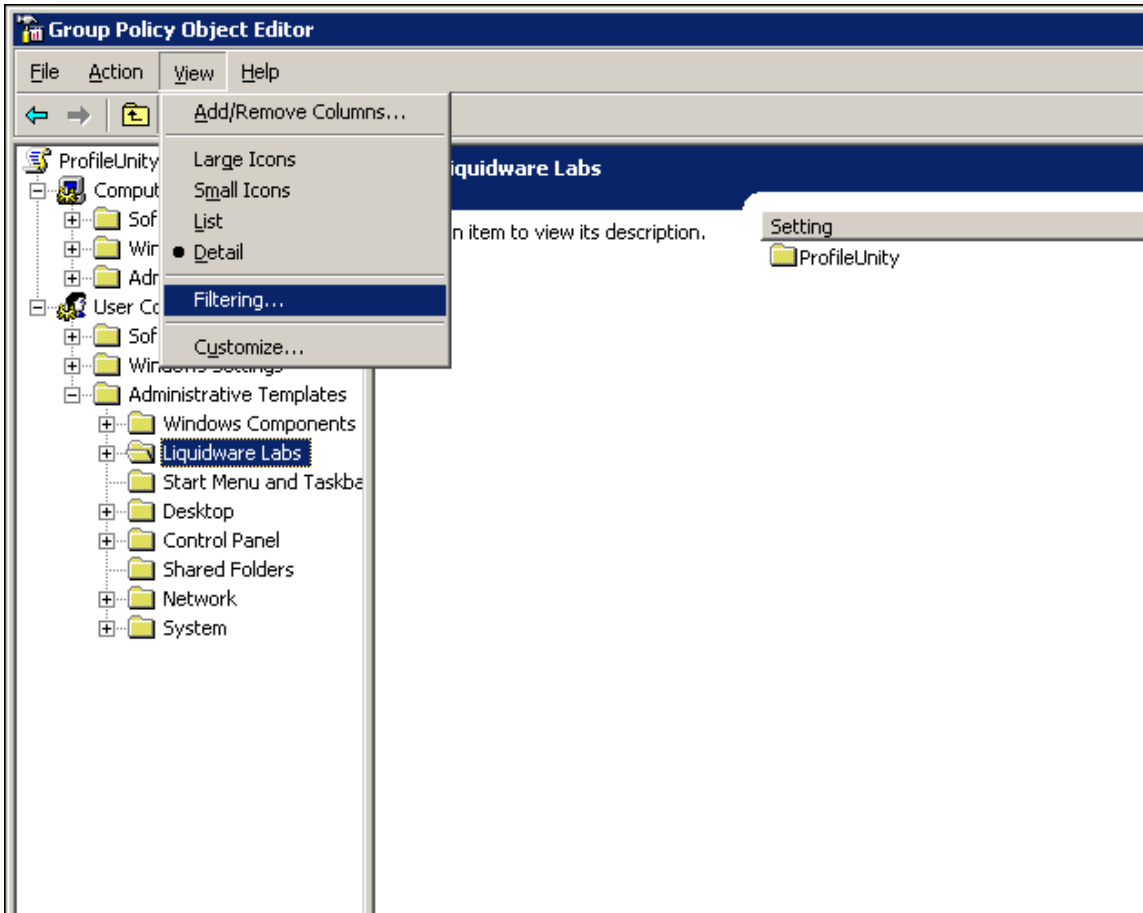 Group Policy Object Editor
File Action View Help
Add/Remove Columns...
Large Icons
Small Icons
List
Detail
Filtering...
Customize...
ProfileUnity
Comput
Sof
Wir
Adr
User Co
Sof
Windows Settings
Administrative Templates
Windows Components
Liquidware Labs
Start Menu and Taskba
Desktop
Control Panel
Shared Folders
Network
System
iquidware Labs
n item to view its description.
Setting
ProfileUnity